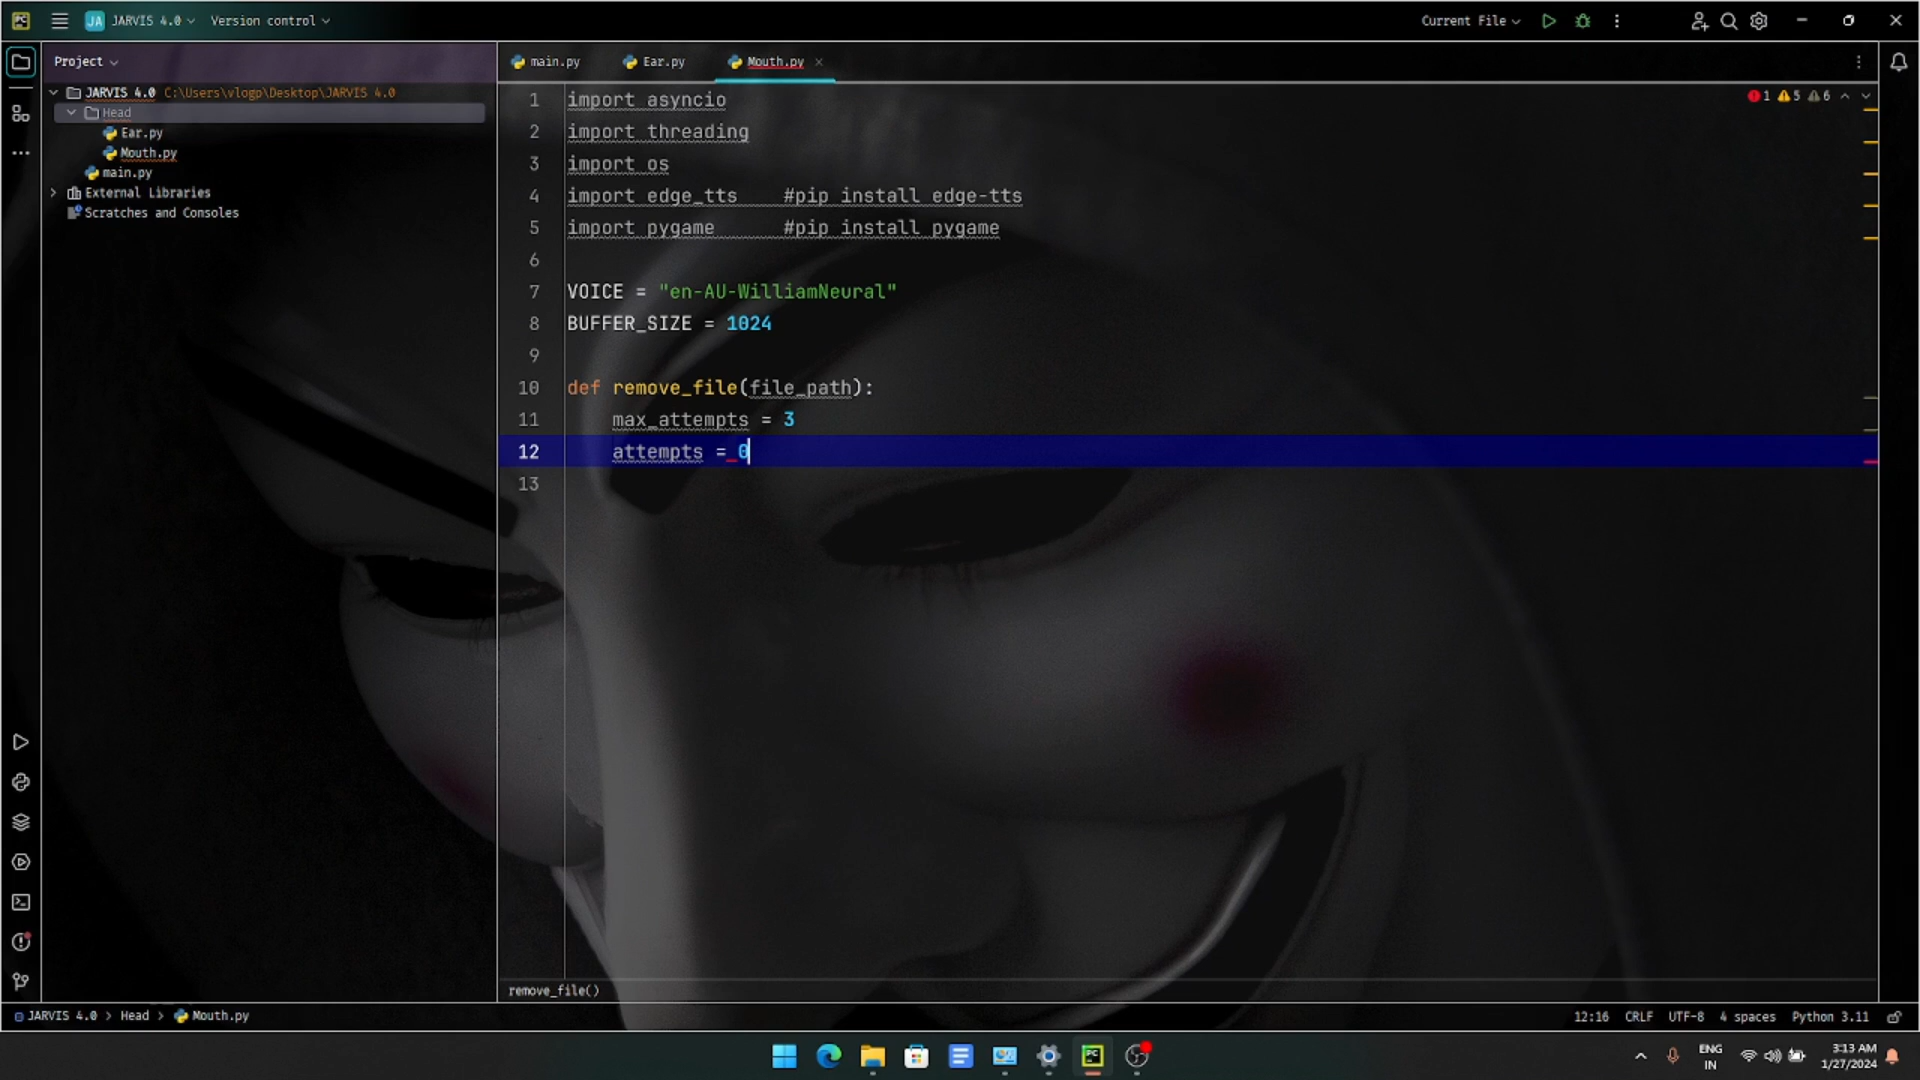 JA JARVIS 4.0 Version control Current File
Project
JARVIS 4.0 C:\Users\vlogp\Desktop\JARVIS 4.0
Head
Ear.py
Mouth.py
main.py
External Libraries
Scratches and Consoles
main.py Ear.py Mouth.py
1 5 6
1 import asyncio
2 import threading
3 import os
4 import edge_tts #pip install edge-tts
5 import pygame #pip install pygame
6
7 VOICE = "en-AU-WilliamNeural"
8 BUFFER_SIZE = 1024
9
10 def remove_file(file_path):
11 max_attempts = 3
12 attempts = 0
13
remove_file()
JARVIS 4.0 > Head > Mouth.py 12:16 CRLF UTF-8 4 spaces Python 3.11
PC
ENG
IN
3:13 AM
1/27/2024